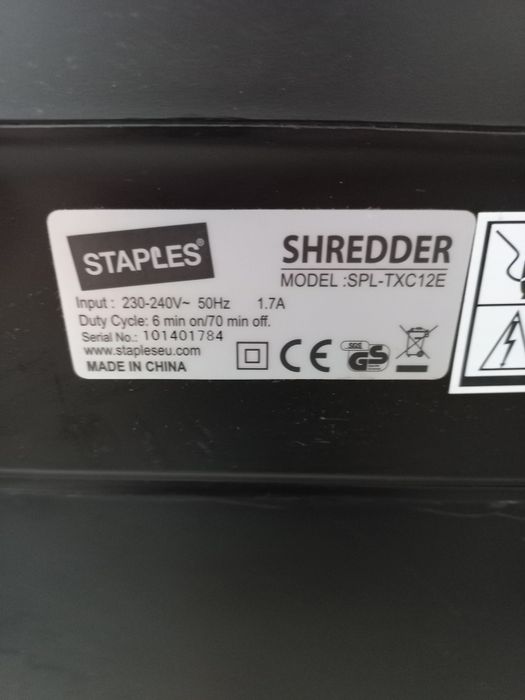 STAPLES®
SHREDDER
MODEL :SPL-TXC12E
Input : 230-240V~ 50Hz 1.7A
Duty Cycle: 6 min on/70 min off.
Serial No.: 101401784
www.stapleseu.com
MADE IN CHINA
CE
SGS
GS